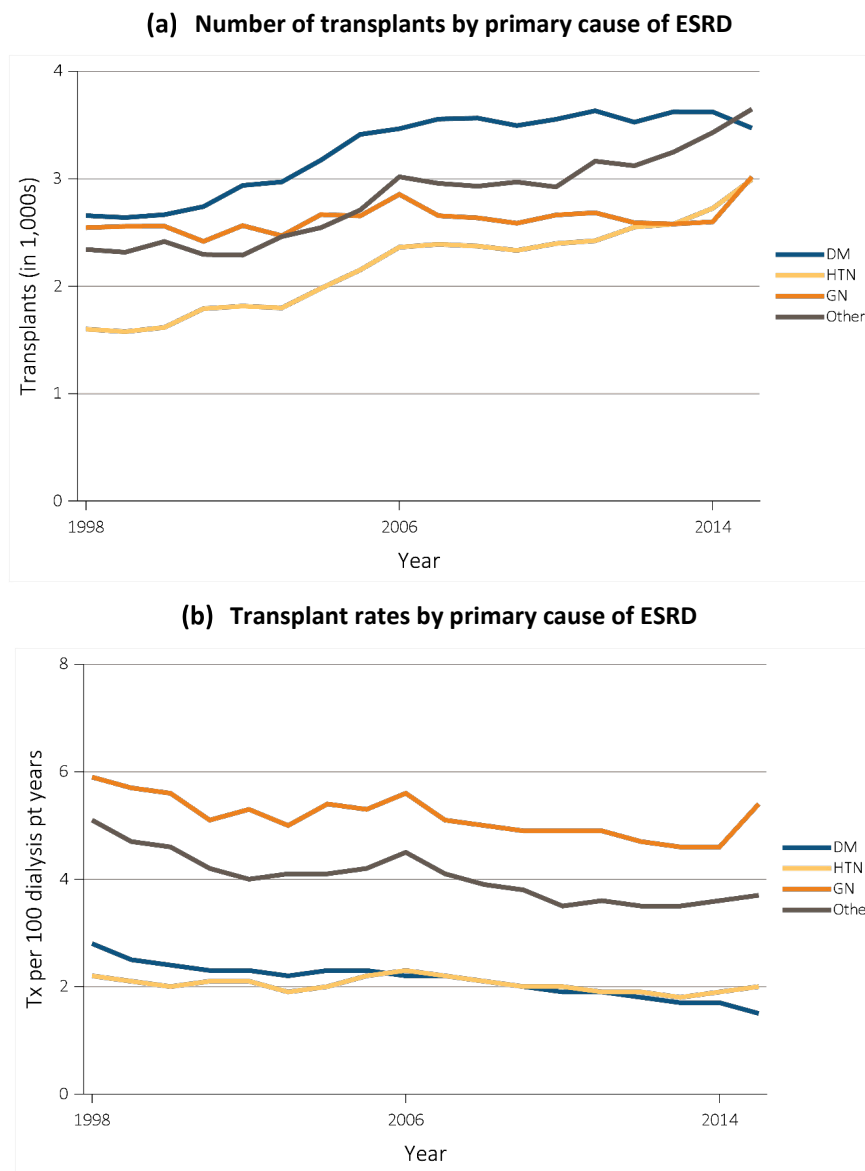 (a) Number of transplants by primary cause of ESRD
4
3
2
1
0
Transplants (in 1,000s)
1998
2006
2014
Year
DM
HTN
GN
Other
(b) Transplant rates by primary cause of ESRD
8
6
4
2
0
Tx per 100 dialysis pt years
1998
2006
2014
Year
DM
HTN
GN
Othe